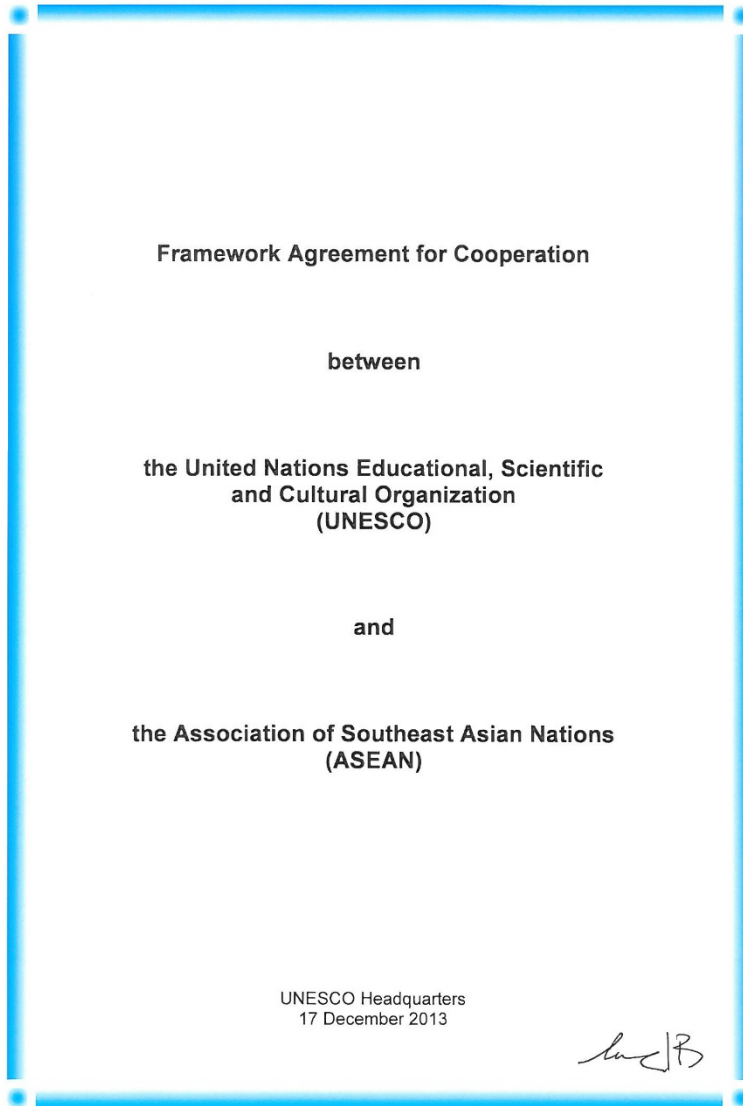 Framework Agreement for Cooperation
between
the United Nations Educational, Scientific
and Cultural Organization
(UNESCO)
and
the Association of Southeast Asian Nations
(ASEAN)
UNESCO Headquarters
17 December 2013